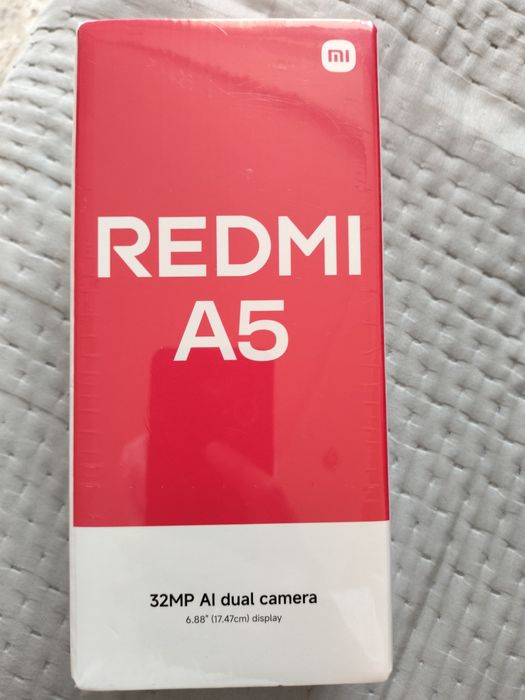 mi
REDMI
A5
32MP AI dual camera
6.88" (17.47cm) display